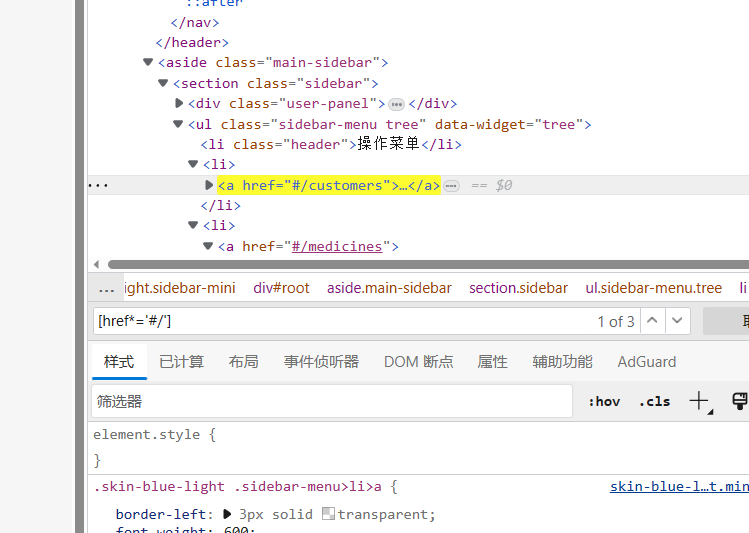 ::after
</nav>
</header>
<aside class="main-sidebar">
<section class="sidebar">
<div class="user-panel">…</div>
<ul class="sidebar-menu tree" data-widget="tree">
<li class="header">操作菜单</li>
<li>
… <a href="#/customers">…</a> … == $0
</li>
<li>
<a href="#/medicines">
… ight.sidebar-mini div#root aside.main-sidebar section.sidebar ul.sidebar-menu.tree li
[href*='#/'] 1 of 3
样式 已计算 布局 事件侦听器 DOM 断点 属性 辅助功能 AdGuard
筛选器 :hov .cls
element.style {
}
.skin-blue-light .sidebar-menu>li>a { skin-blue-l…t.min
border-left: 3px solid transparent;
font-weight: 600;